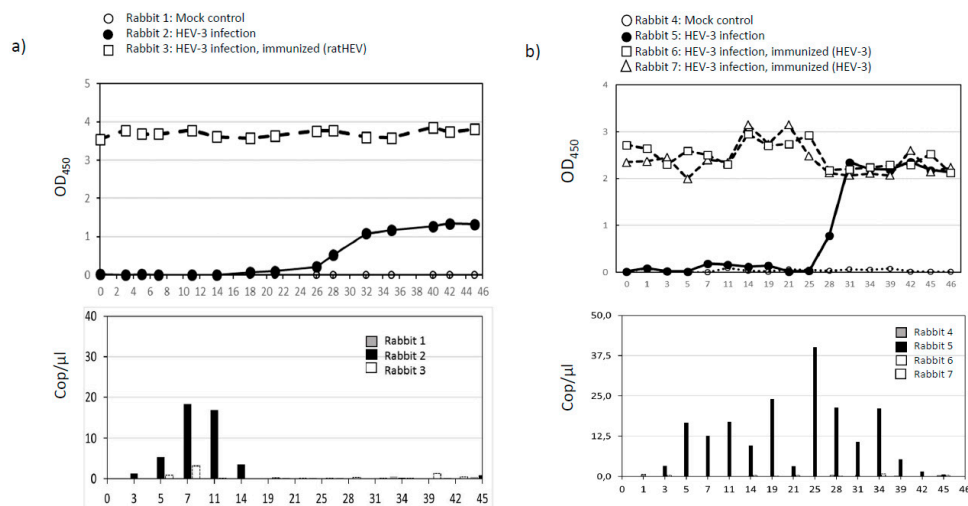 a)
Rabbit 1: Mock control
Rabbit 2: HEV-3 infection
Rabbit 3: HEV-3 infection, immunized (ratHEV)
5
4
3
2
1
0
OD450
0 2 4 6 8 10 12 14 16 18 20 22 24 26 28 30 32 34 36 38 40 42 44 46
40
30
20
10
0
Cop/µl
Rabbit 1
Rabbit 2
Rabbit 3
0 3 5 7 11 14 19 21 25 29 31 33 35 40 43 45
b)
Rabbit 4: Mock control
Rabbit 5: HEV-3 infection
Rabbit 6: HEV-3 infection, immunized (HEV-3)
Rabbit 7: HEV-3 infection, immunized (HEV-3)
4
3
2
1
0
OD450
0 1 3 5 7 11 14 19 21 25 28 31 34 39 42 45 46
50,0
37,5
25,0
12,5
0
Cop/µl
Rabbit 4
Rabbit 5
Rabbit 6
Rabbit 7
0 1 3 5 7 11 14 19 21 25 28 31 34 39 42 45 46